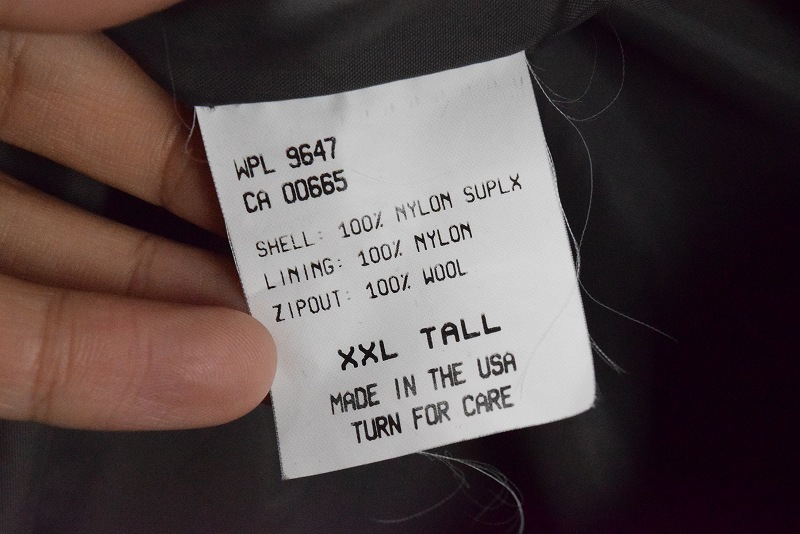 WPL 9647
CA 00665
SHELL: 100% NYLON SUPLX
LINING: 100% NYLON
ZIPOUT: 100% WOOL
XXL TALL
MADE IN THE USA
TURN FOR CARE